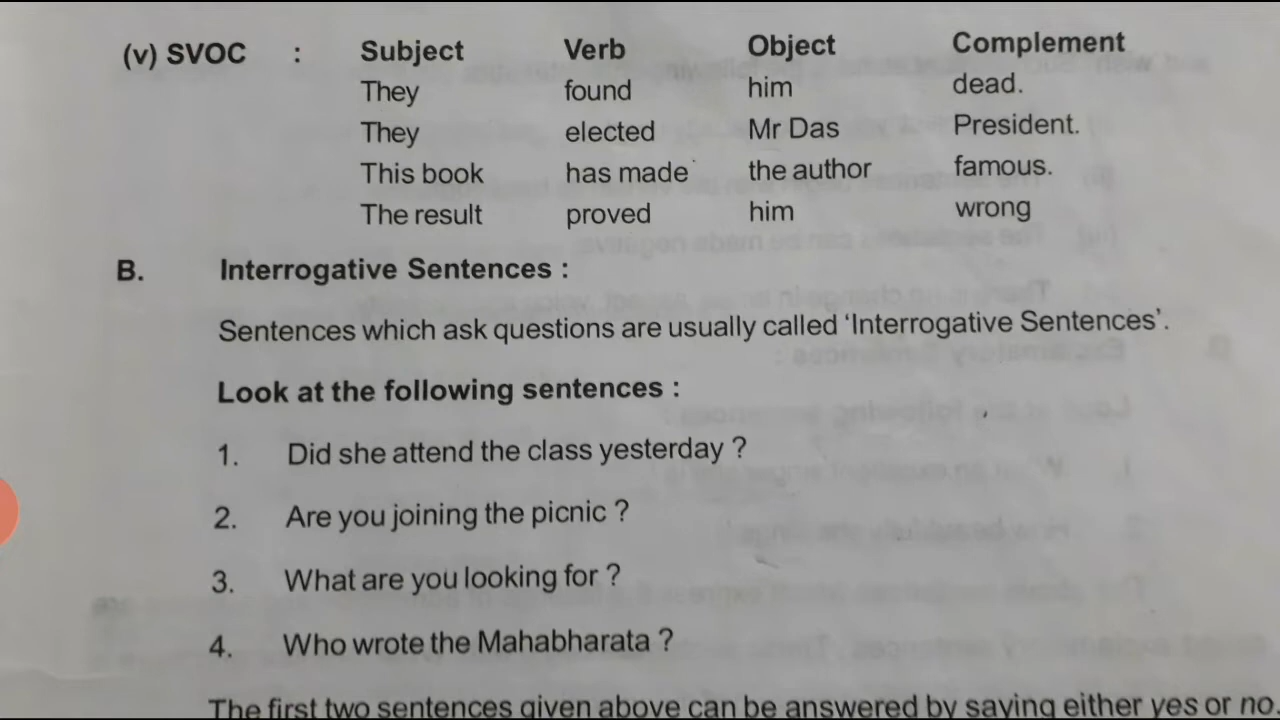 (v) SVOC : Subject Verb Object Complement
They found him dead.
They elected Mr Das President.
This book has made the author famous.
The result proved him wrong
B. Interrogative Sentences :
Sentences which ask questions are usually called ‘Interrogative Sentences’.
Look at the following sentences :
1. Did she attend the class yesterday ?
2. Are you joining the picnic ?
3. What are you looking for ?
4. Who wrote the Mahabharata ?
The first two sentences given above can be answered by saying either yes or no.